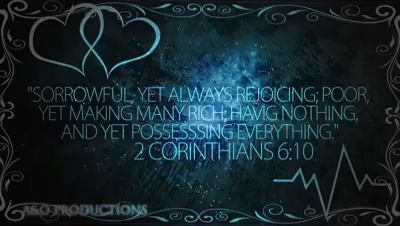 "SORROWFUL, YET ALWAYS REJOICING; POOR,
YET MAKING MANY RICH; HAVIG NOTHING,
AND YET POSSESSSING EVERYTHING."
2 CORINTHIANS 6:10
A&O PRODUCTIONS